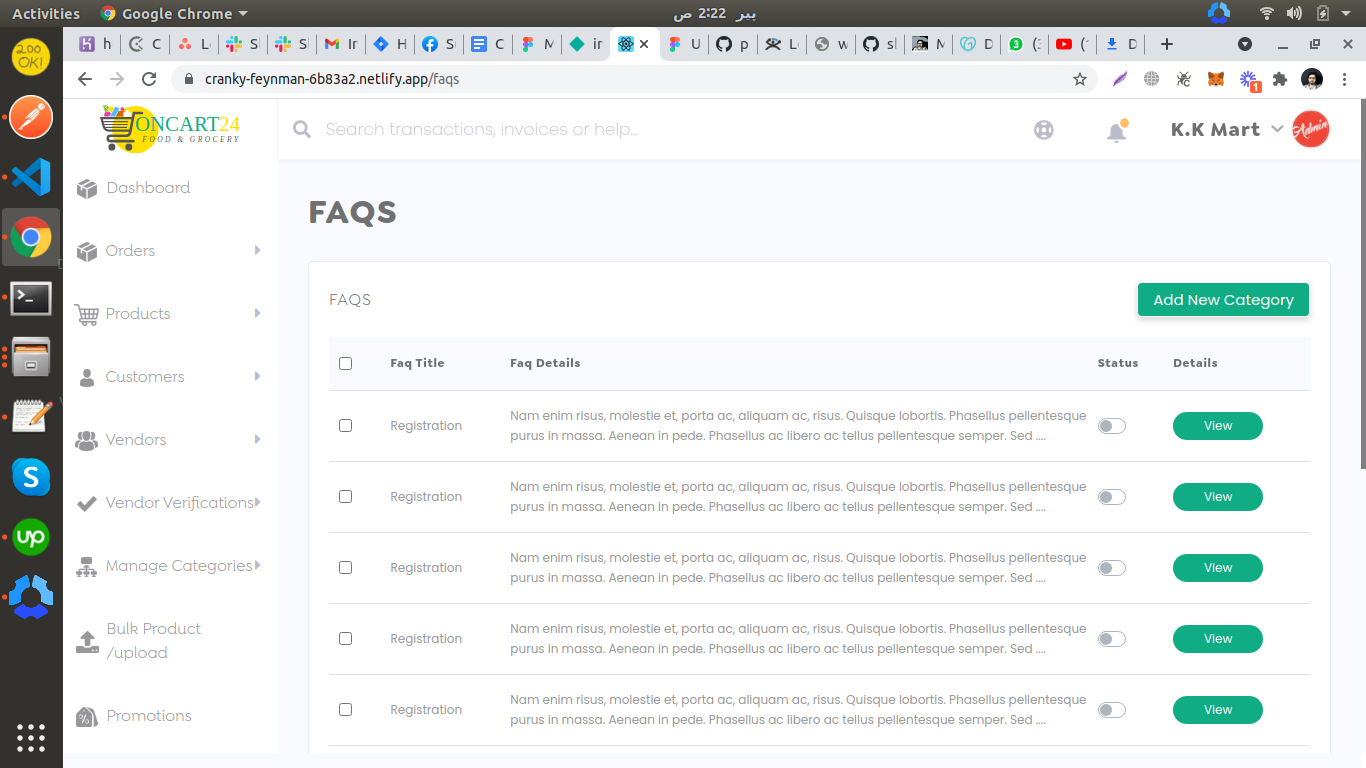 Activities
Google Chrome
پیر 2:22 ص
200 OK!
h
C
L
S
S
Ir
H
S
C
M
ir
U
p
L
w
sl
M
D
3
(3
(1
D
cranky-feynman-6b83a2.netlify.app/faqs
1
ONCART24
FOOD & GROCERY
Search transactions, invoices or help...
K.K Mart
Admin
Dashboard
Orders
Products
Customers
Vendors
Vendor Verifications
Manage Categories
Bulk Product
/upload
Promotions
FAQS
FAQS
Add New Category
Faq Title Faq Details Status Details
Registration
Nam enim risus, molestie et, porta ac, aliquam ac, risus. Quisque lobortis. Phasellus pellentesque
purus in massa. Aenean in pede. Phasellus ac libero ac tellus pellentesque semper. Sed ....
View
Registration
Nam enim risus, molestie et, porta ac, aliquam ac, risus. Quisque lobortis. Phasellus pellentesque
purus in massa. Aenean in pede. Phasellus ac libero ac tellus pellentesque semper. Sed ....
View
Registration
Nam enim risus, molestie et, porta ac, aliquam ac, risus. Quisque lobortis. Phasellus pellentesque
purus in massa. Aenean in pede. Phasellus ac libero ac tellus pellentesque semper. Sed ....
View
Registration
Nam enim risus, molestie et, porta ac, aliquam ac, risus. Quisque lobortis. Phasellus pellentesque
purus in massa. Aenean in pede. Phasellus ac libero ac tellus pellentesque semper. Sed ....
View
Registration
Nam enim risus, molestie et, porta ac, aliquam ac, risus. Quisque lobortis. Phasellus pellentesque
purus in massa. Aenean in pede. Phasellus ac libero ac tellus pellentesque semper. Sed ....
View